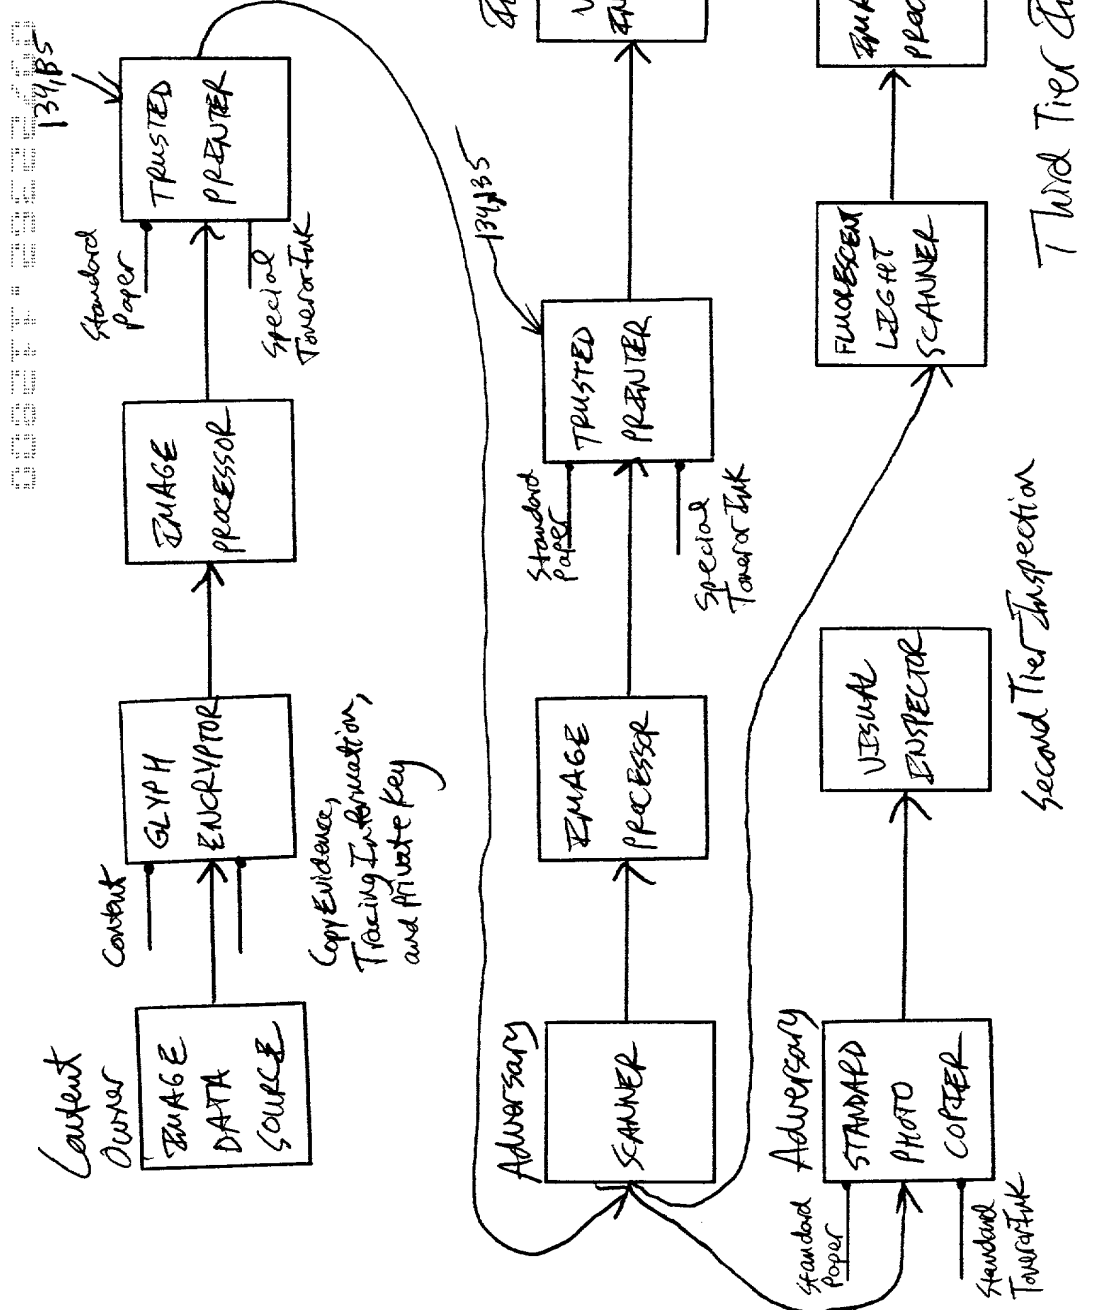 Content
Owner
IMAGE
DATA
SOURCE
Content
GLYPH
ENCRYPTOR
Copy Evidence,
Tracing Information,
and Private Key
IMAGE
PROCESSOR
Standard
Paper
TRUSTED
PRINTER
Special
Toner or Ink
134,135
Adversary
SCANNER
IMAGE
PROCESSOR
Standard
Paper
TRUSTED
PRINTER
Special
Toner or Ink
134,135
Adversary
STANDARD
PHOTO
COPIER
Standard
Paper
Standard
Toner or Ink
VISUAL
INSPECTOR
Second Tier Inspection
FLUORESCENT
LIGHT
SCANNER
Third Tier